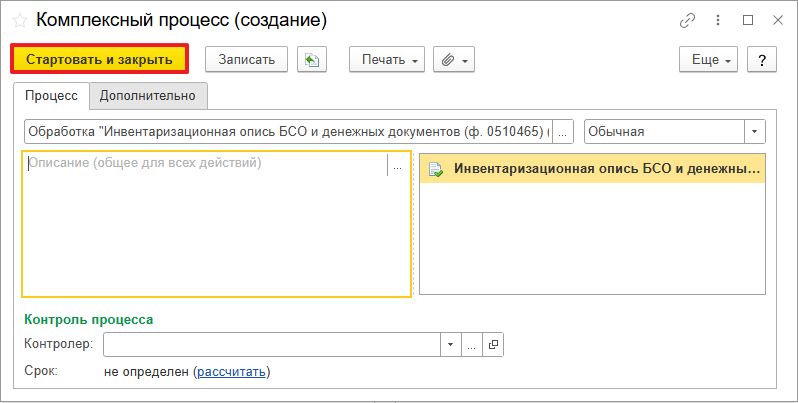 Комплексный процесс (создание)
Стартовать и закрыть Записать Печать Еще ?
Процесс Дополнительно
Обработка "Инвентаризационная опись БСО и денежных документов (ф. 0510465) ( ... Обычная
Описание (общее для всех действий) ... Инвентаризационная опись БСО и денежны...
Контроль процесса
Контролер: ...
Срок: не определен (рассчитать)